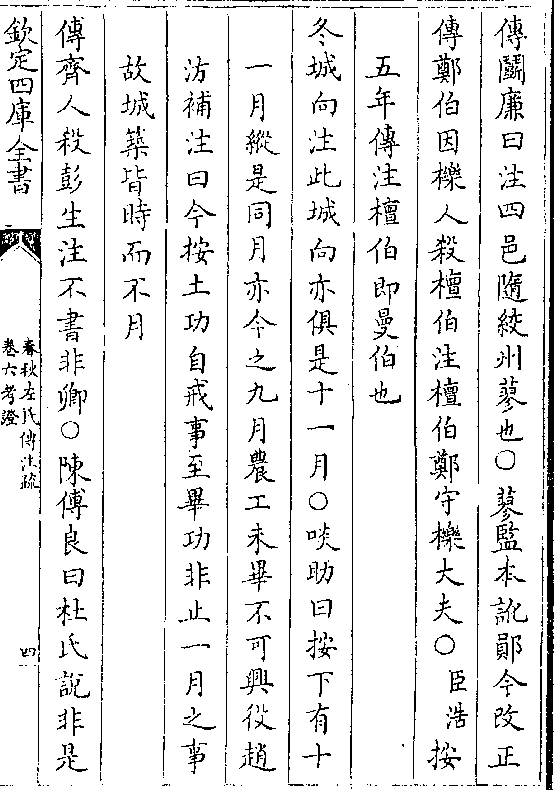 傳鬭廉曰注四邑隨絞州蓼也○蓼監本訛鄖今改正
傳鄭伯因櫟人殺檀伯注檀伯鄭守櫟大夫○臣浩按
五年傳注檀伯即曼伯也
冬城向注此城向亦俱是十一月○啖助曰按下有十
一月縱是同月亦今之九月農工未畢不可興役趙
汸補注曰今按土功自戒事至畢功非止一月之事
故城築皆時而不月
傳齊人殺彭生注不書非卿○陳傅良曰杜氏說非是
欽定四庫全書
春秋左氏傳注疏
卷六考證
四